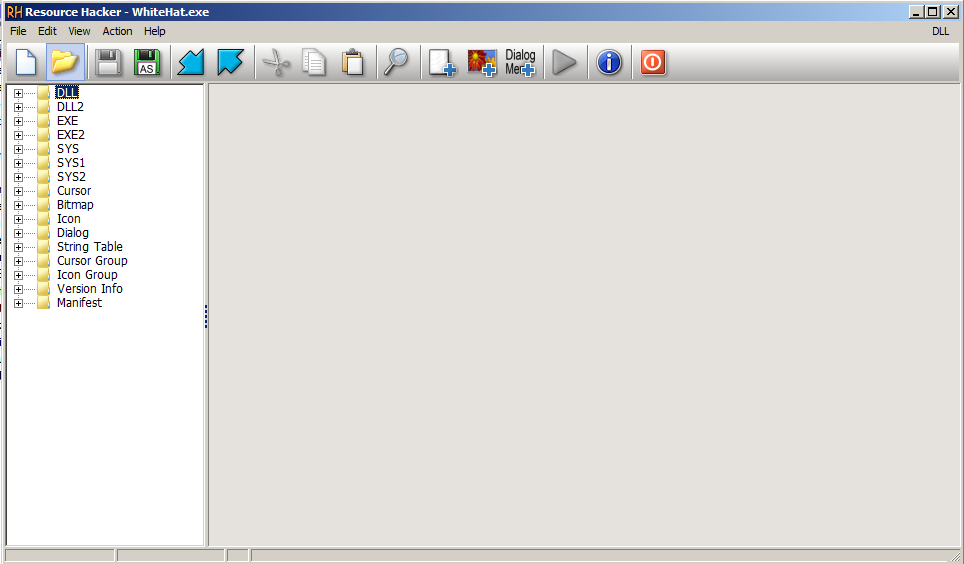 RH Resource Hacker - WhiteHat.exe
File Edit View Action Help DLL
AS Dialog
Menu
DLL
DLL2
EXE
EXE2
SYS
SYS1
SYS2
Cursor
Bitmap
Icon
Dialog
String Table
Cursor Group
Icon Group
Version Info
Manifest